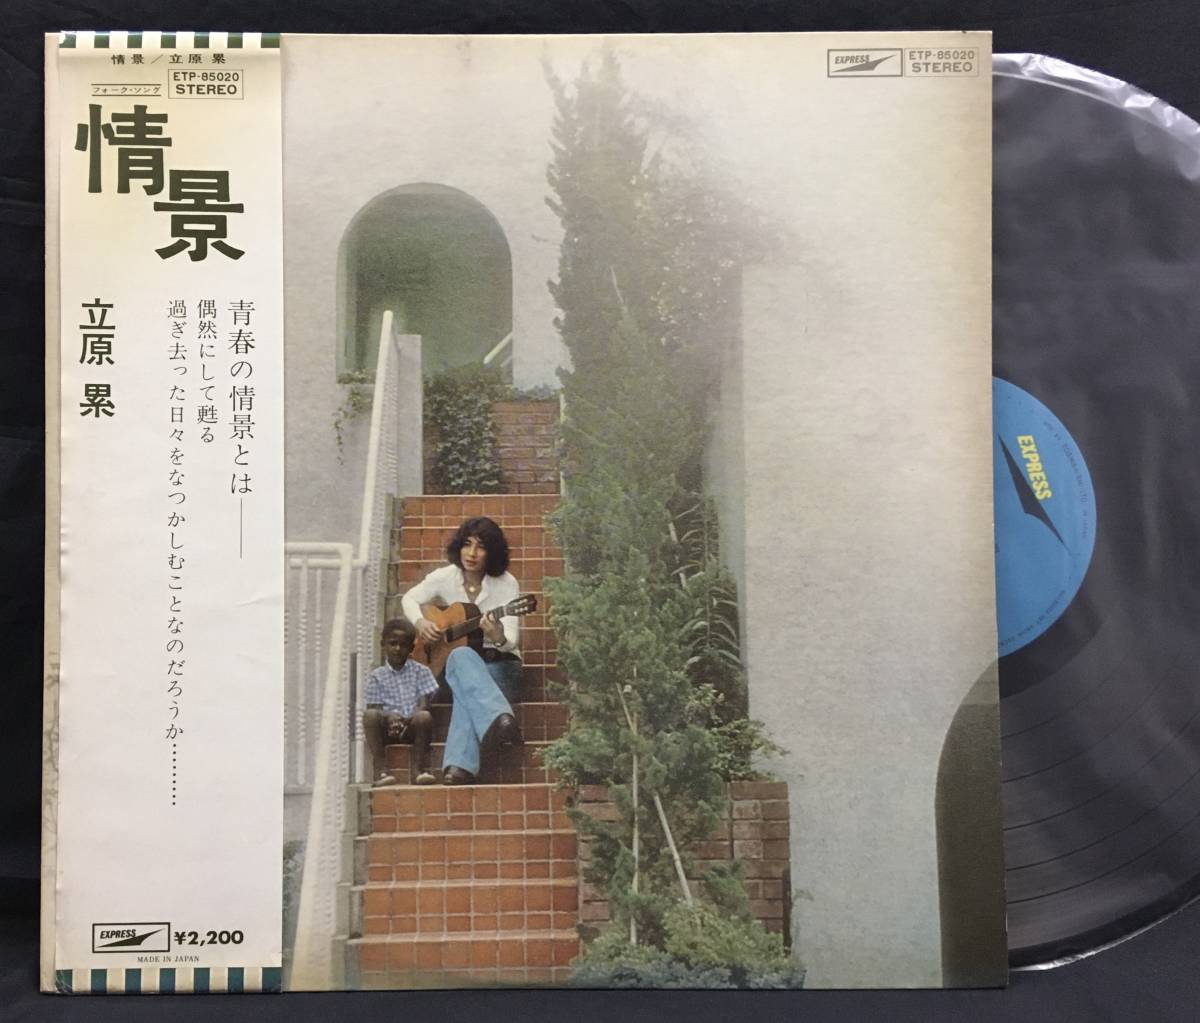 情景/立原 累
ETP-85020
STEREO
フォーク・ソング
情景
立原 累
青春の情景とは——
偶然にして甦る
過ぎ去った日々をなつかしむことなのだろうか…………
EXPRESS
¥2,200
MADE IN JAPAN
EXPRESS
ETP-85020
STEREO
EXPRESS